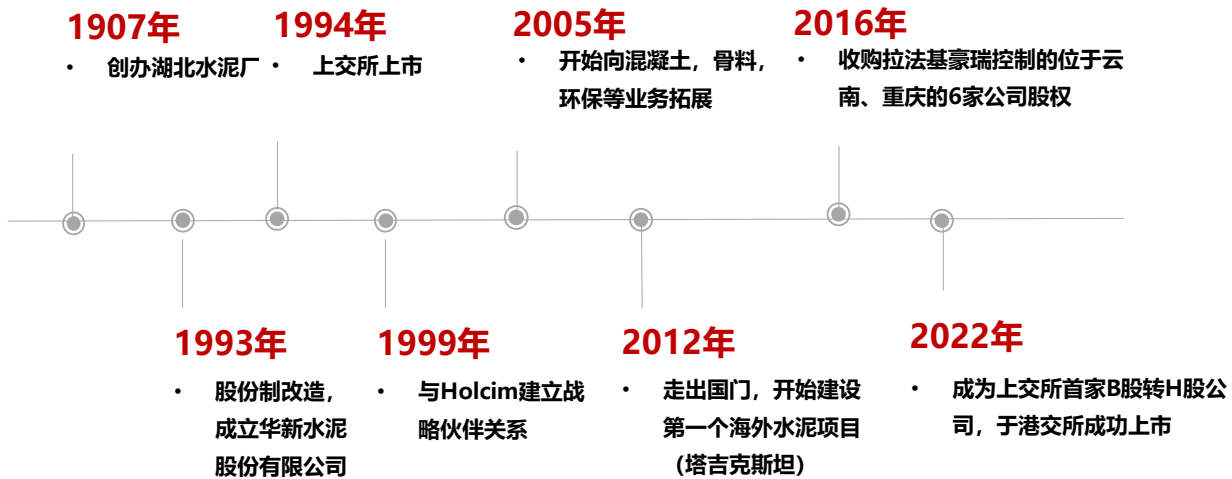 1907年
• 创办湖北水泥厂
1994年
• 上交所上市
2005年
• 开始向混凝土，骨料，
环保等业务拓展
2016年
• 收购拉法基豪瑞控制的位于云
南、重庆的6家公司股权
1993年
• 股份制改造，
成立华新水泥
股份有限公司
1999年
• 与Holcim建立战
略伙伴关系
2012年
• 走出国门，开始建设
第一个海外水泥项目
（塔吉克斯坦）
2022年
• 成为上交所首家B股转H股公
司，于港交所成功上市